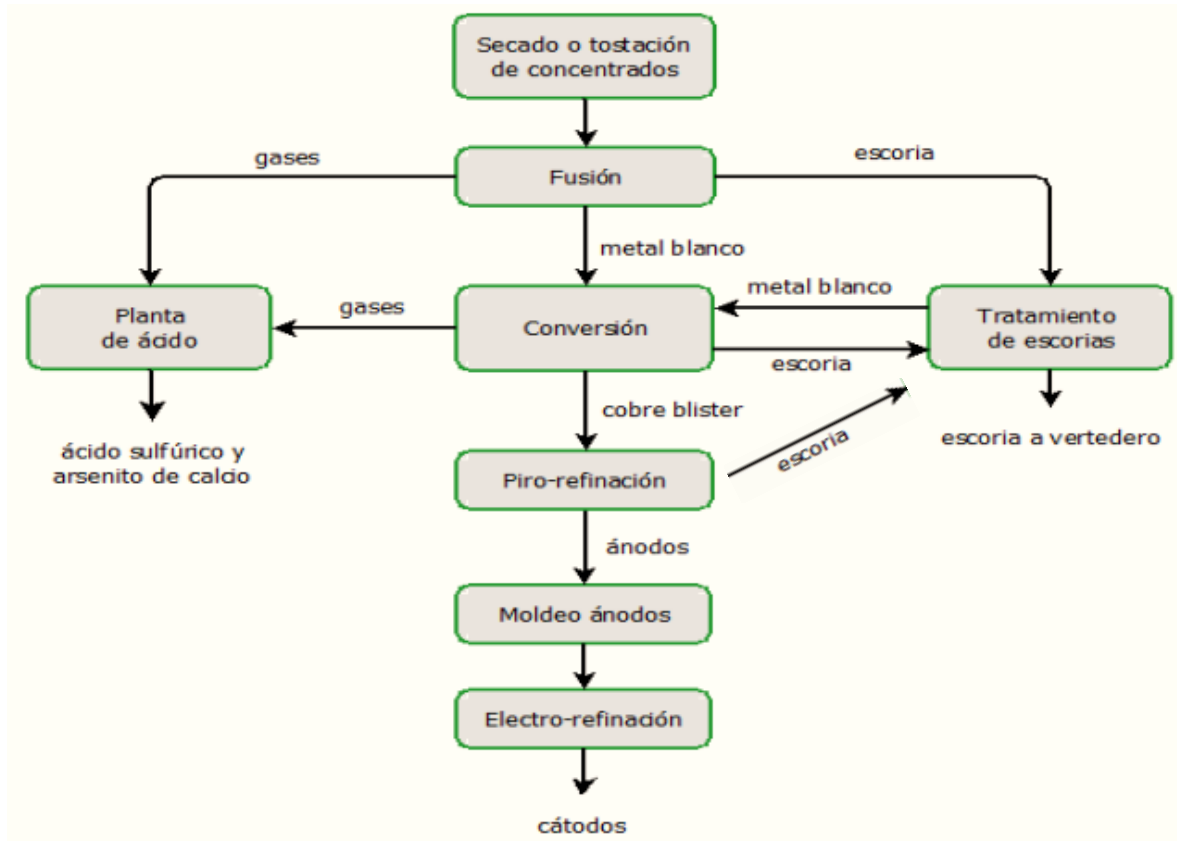 Secado o tostación
de concentrados
gases
escoria
Fusión
metal blanco
metal blanco
Planta
de ácido
gases
Conversión
Tratamiento
de escorias
escoria
cobre blister
ácido sulfúrico y
arsenito de calcio
escoria
escoria a vertedero
Piro-refinación
ánodos
Moldeo ánodos
Electro-refinación
cátodos